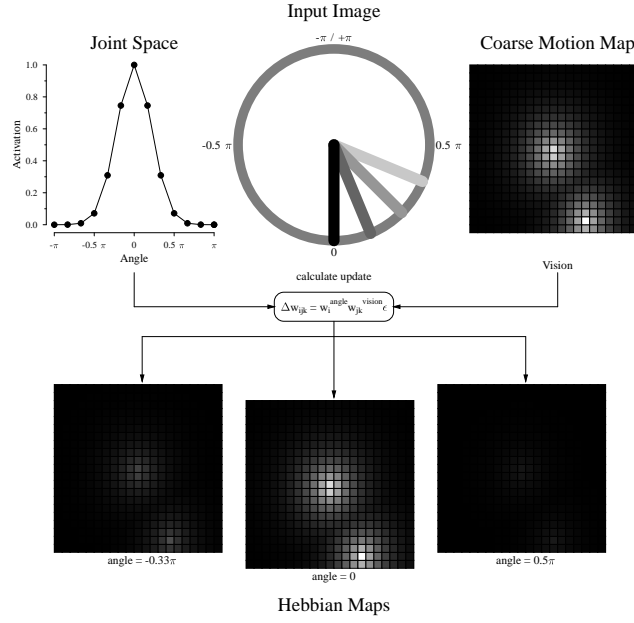 Input Image
Joint Space
Coarse Motion Map
-π / +π
1.0
0.8
0.6
0.4
0.2
0.0
Activation
-π
-0.5 π
0
0.5 π
π
Angle
-0.5 π
0.5 π
0
Vision
calculate update
Δw_ijk = w_i^angle w_jk^vision ϵ
angle = -0.33π
angle = 0
angle = 0.5π
Hebbian Maps